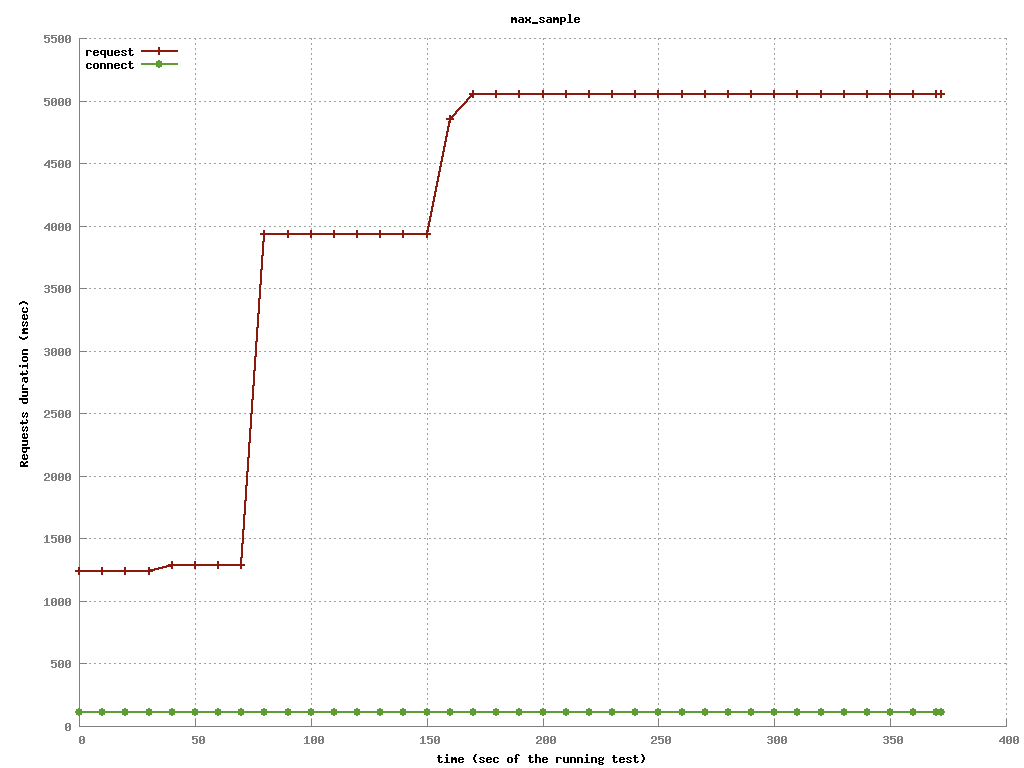 max_sample
request
connect
5500
5000
4500
4000
3500
3000
2500
2000
1500
1000
500
0
Requests duration (msec)
0 50 100 150 200 250 300 350 400
time (sec of the running test)